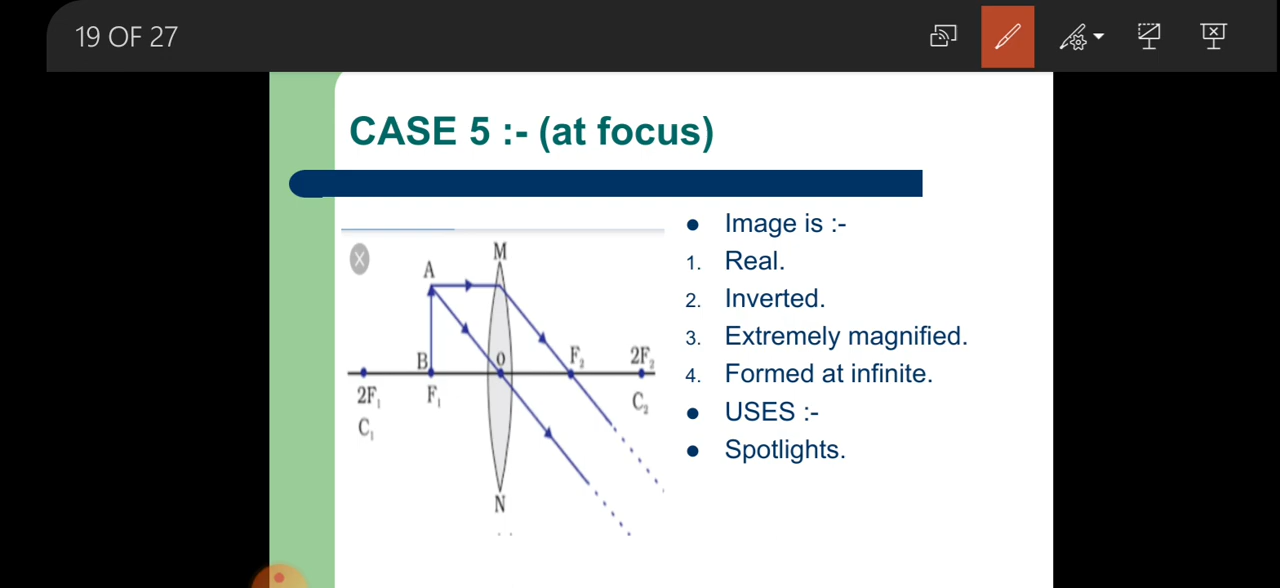 19 OF 27
CASE 5 :- (at focus)
M
A
B
O
F₂
2F₂
2F₁
F₁
C₂
C₁
N
● Image is :-
1. Real.
2. Inverted.
3. Extremely magnified.
4. Formed at infinite.
● USES :-
● Spotlights.